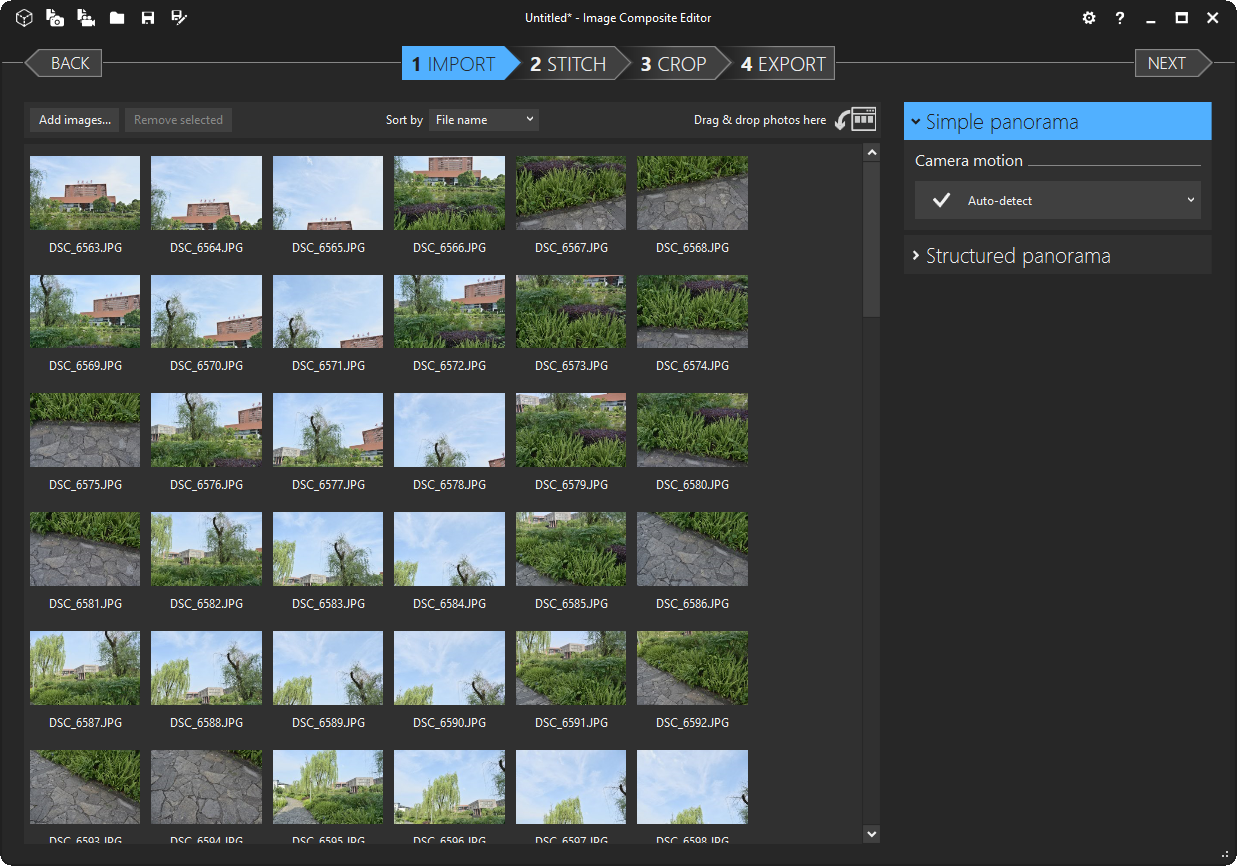 Untitled* - Image Composite Editor
BACK
1 IMPORT
2 STITCH
3 CROP
4 EXPORT
NEXT
Add images...
Remove selected
Sort by
File name
Drag & drop photos here
Simple panorama
Camera motion
Auto-detect
Structured panorama
DSC_6563.JPG
DSC_6564.JPG
DSC_6565.JPG
DSC_6566.JPG
DSC_6567.JPG
DSC_6568.JPG
DSC_6569.JPG
DSC_6570.JPG
DSC_6571.JPG
DSC_6572.JPG
DSC_6573.JPG
DSC_6574.JPG
DSC_6575.JPG
DSC_6576.JPG
DSC_6577.JPG
DSC_6578.JPG
DSC_6579.JPG
DSC_6580.JPG
DSC_6581.JPG
DSC_6582.JPG
DSC_6583.JPG
DSC_6584.JPG
DSC_6585.JPG
DSC_6586.JPG
DSC_6587.JPG
DSC_6588.JPG
DSC_6589.JPG
DSC_6590.JPG
DSC_6591.JPG
DSC_6592.JPG
DSC_6593.JPG
DSC_6594.JPG
DSC_6595.JPG
DSC_6596.JPG
DSC_6597.JPG
DSC_6598.JPG